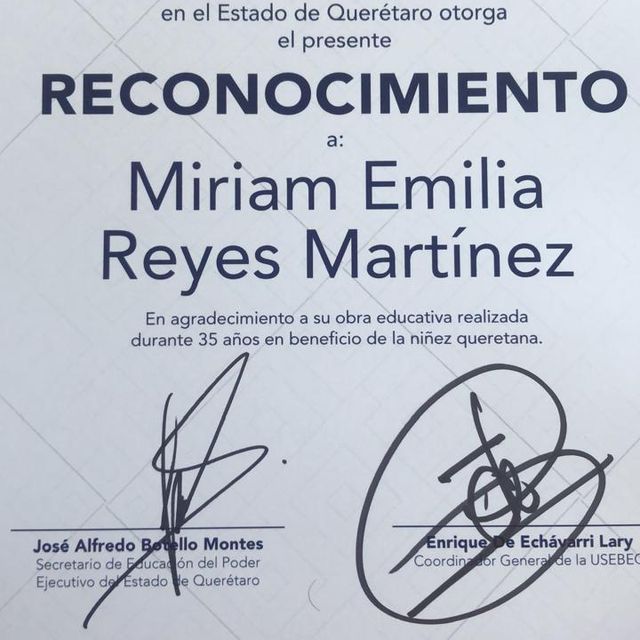 en el Estado de Querétaro otorga
el presente
RECONOCIMIENTO
a:
Miriam Emilia
Reyes Martínez
En agradecimiento a su obra educativa realizada
durante 35 años en beneficio de la niñez queretana.
José Alfredo Botello Montes
Secretario de Educación del Poder
Ejecutivo del Estado de Querétaro
Enrique De Echávarri Lary
Coordinador General de la USEBEQ